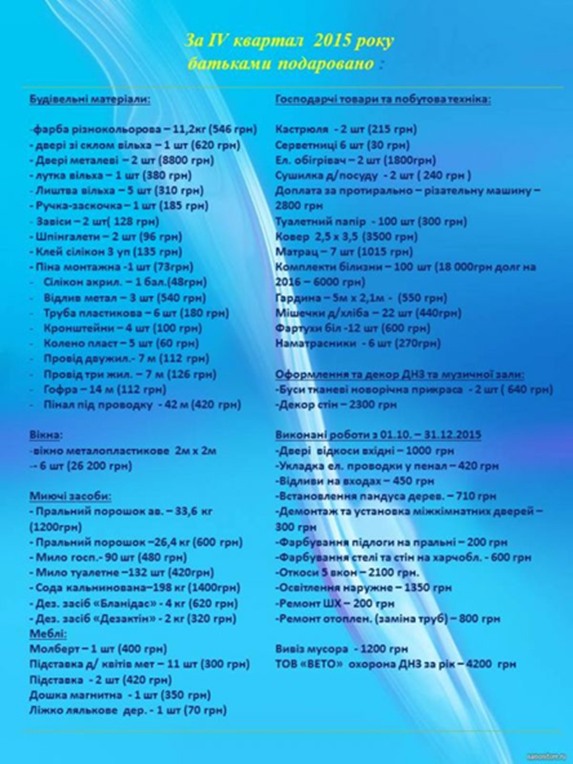 За IV квартал  2015 року
батьками подаровано :
Будівельні матеріали:
-фарба різнокольорова – 11,2кг (546 грн)
- двері зі склом вільха – 1 шт (620 грн)
- Двері металеві  – 2 шт (8800 грн)
- лутка вільха – 1 шт (380 грн)
- Лиштва вільха – 5 шт (310 грн)
- Ручка-заскочка – 1 шт (185 грн)
-  Завіси – 2 шт( 128 грн)
- Шпінгалети – 2 шт (96 грн)
- Клей сілікон 3 уп (135 грн)
- Піна монтажна -1 шт (73грн)
-   Сілікон акрил. – 1 бал.(48грн)
-   Відлив метал – 3 шт (540 грн)
-   Труба пластикова – 6 шт (180 грн)
-   Кронштейни – 4 шт (100 грн)
-   Колено пласт – 5 шт (60 грн)
-   Провід двужил.- 7 м (112 грн)
-   Провід три жил. – 7 м (126 грн)
-   Гофра – 14 м (112 грн)
-   Пінал під проводку  - 42 м (420 грн)
Вікна:
-вікно металопластикове  2м х 2м
→ 6 шт (26 200 грн)
Миючі засоби:
- Пральний порошок ав. – 33,6 кг
(1200грн)
- Пральний порошок –26,4 кг (600 грн)
- Мило госп.- 90 шт (480 грн)
- Мило туалетне –132 шт (420грн)
- Сода кальцинована–198 кг (1400грн)
- Дез. засіб «Бланідас» - 4 кг (620 грн)
- Дез. засіб «Дезактін» - 2 кг (320 грн)
Меблі:
Молберт – 1 шт (400 грн)
Підставка д/ квітів мет – 11 шт (300 грн)
Підставка  - 2 шт (420 грн)
Дошка магнитна  - 1 шт (350 грн)
Ліжко лялькове  дер. - 1 шт (70 грн)
Господарчі товари та побутова техніка:
Кастрюля  - 2 шт (215 грн)
Серветниці 6 шт (30 грн)
Ел. обігрівач – 2 шт (1800грн)
Сушилка д/посуду  - 2 шт ( 240 грн )
Доплата за протирально – різательну машину –
2800 грн
Туалетний папір  - 100 шт (300 грн)
Ковер  2,5 х 3,5 (3500 грн)
Матрац – 7 шт (1015 грн)
Комплекти білизни – 100 шт (18 000грн долг на
2016 – 6000 грн)
Гардина – 5м х 2,1м -  (550 грн)
Мішечки д/хліба – 22 шт (440грн)
Фартухи біл -12 шт (600 грн)
Наматрасники  - 6 шт (270грн)
Оформлення та декор ДНЗ та музичної зали:
-Буси тканеві новорічна прикраса  - 2 шт ( 640 грн)
-Декор стін – 2300 грн
Виконані роботи з 01.10. – 31.12.2015
-Двері  відкоси вхідні – 1000 грн
-Укладка ел. проводки у пенал – 420 грн
-Відливи на входах – 450 грн
-Встановлення пандуса дерев. – 710 грн
-Демонтаж та установка міжкімнатних дверей –
300 грн
-Фарбування підлоги на пральні – 200 грн
-Фарбування стелі та стін на харчобл. - 600 грн
-Откоси 5 вкон – 2100 грн.
-Освітлення наружне – 1350 грн
-Ремонт ШХ – 200 грн
-Ремонт отоплен. (заміна труб) – 800 грн
Вивіз мусора  - 1200 грн
ТОВ «ВЕТО»  охорона ДНЗ за рік – 4200  грн